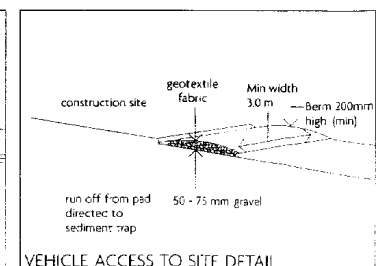 geotextile
fabric
Min width
3.0 m
construction site
Berm 200mm
high (min)
run off from pad
directed to
sediment trap
50 - 75 mm gravel
VEHICLE ACCESS TO SITE DETAIL